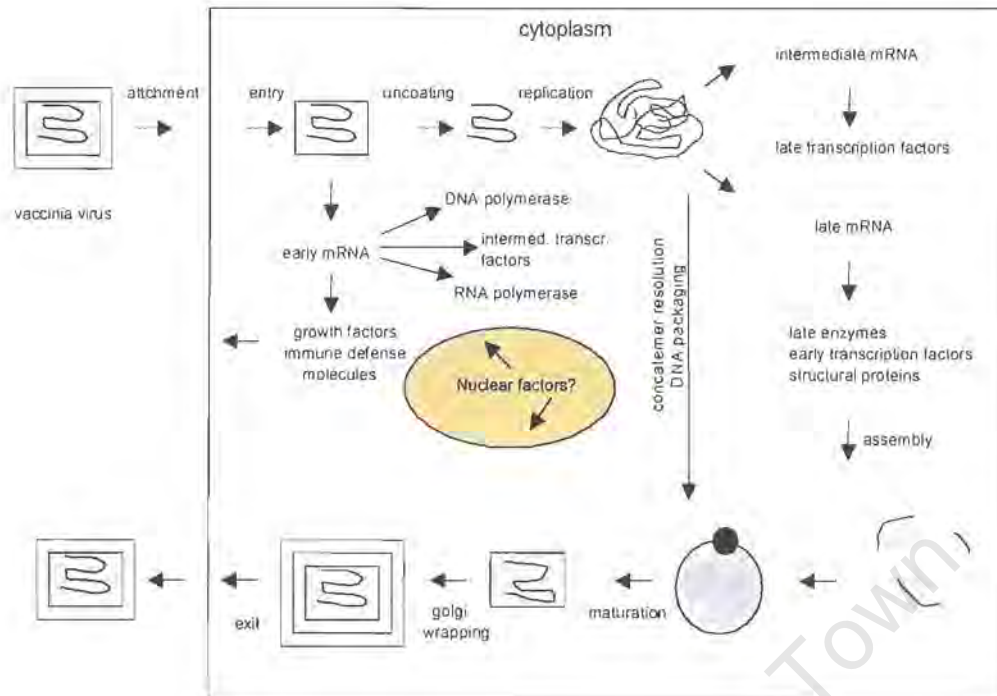 cytoplasm
attchment
entry
uncoating
replication
intermediate mRNA
late transcription factors
vaccinia virus
DNA polymerase
early mRNA
intermed. transcr.
factors
RNA polymerase
late mRNA
growth factors
immune defense
molecules
Nuclear factors?
concatemer resolution
DNA packaging
late enzymes
early transcription factors
structural proteins
assembly
exit
golgi
wrapping
maturation
Town